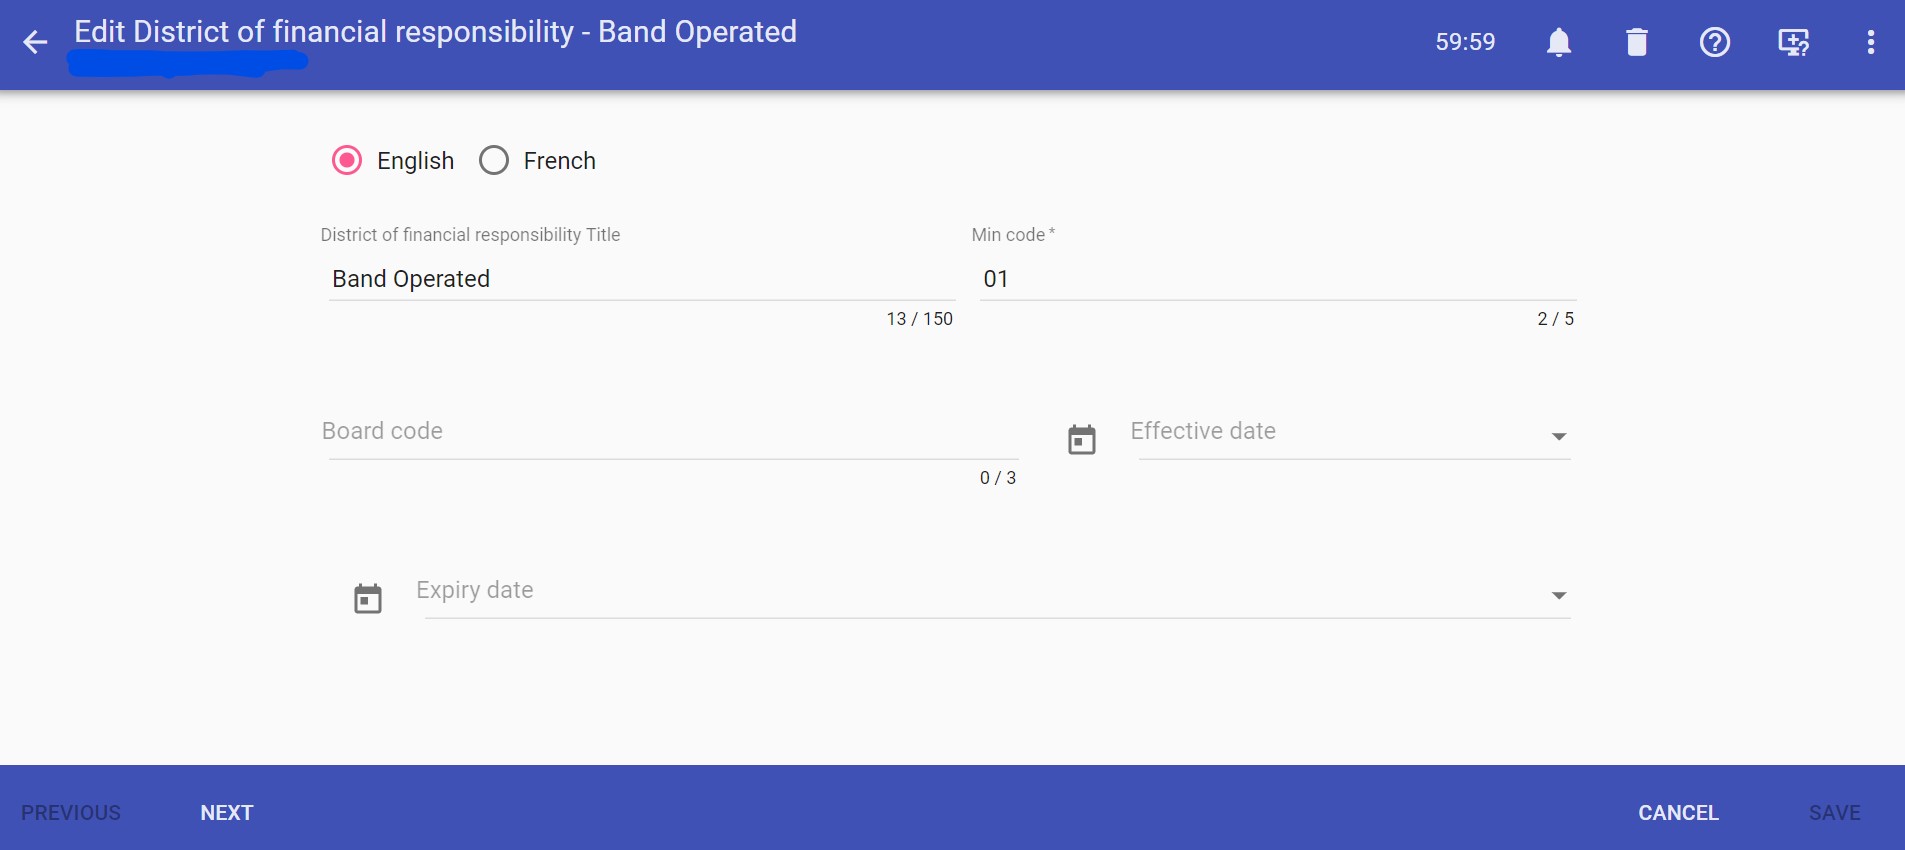 Edit District of financial responsibility - Band Operated
59:59
English
French
District of financial responsibility Title
Min code *
Band Operated
01
13 / 150
2 / 5
Board code
Effective date
0 / 3
Expiry date
PREVIOUS
NEXT
CANCEL
SAVE